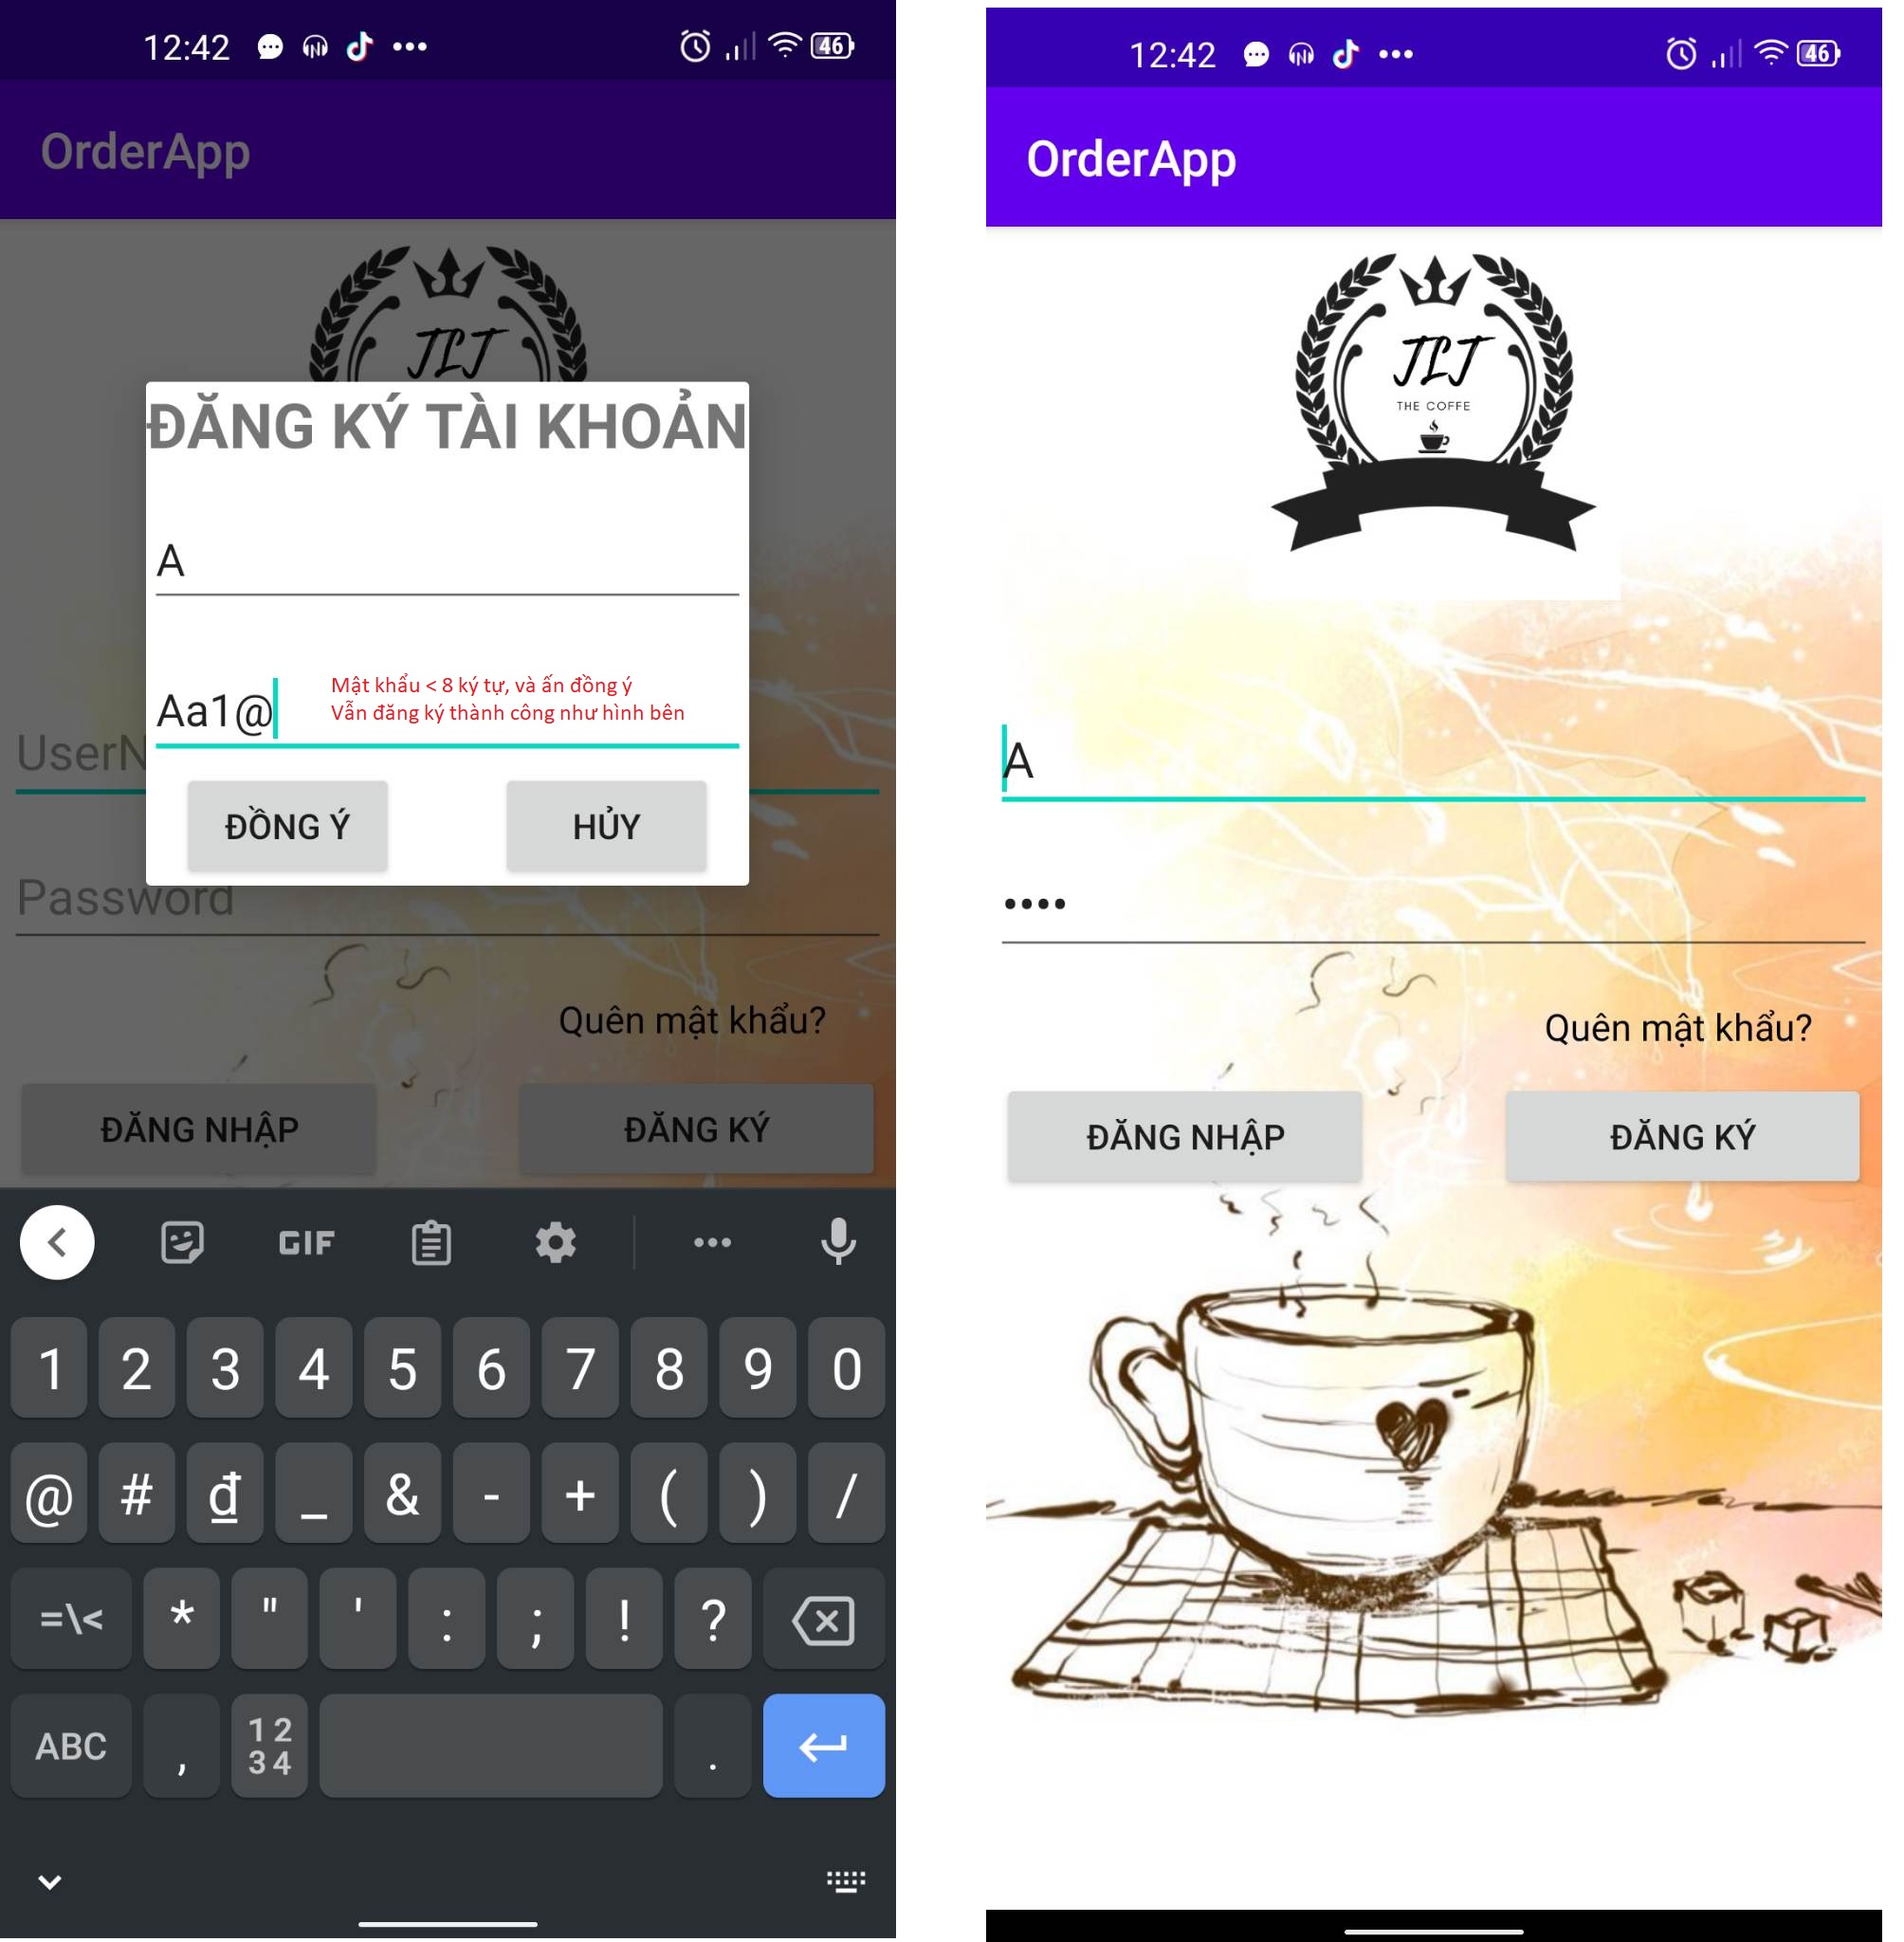 12:42
46
OrderApp
JLJ
ĐĂNG KÝ TÀI KHOẢN
A
Aa1@
Mật khẩu < 8 ký tự, và ấn đồng ý
Vẫn đăng ký thành công như hình bên
UserN
ĐỒNG Ý
HỦY
Password
Quên mật khẩu?
ĐĂNG NHẬP
ĐĂNG KÝ
GIF
1 2 3 4 5 6 7 8 9 0
@ # đ _ & - + ( ) /
=\< * " ' : ; ! ?
ABC , 12 .
34
12:42
46
OrderApp
JLJ
THE COFFE
A
••••
Quên mật khẩu?
ĐĂNG NHẬP
ĐĂNG KÝ